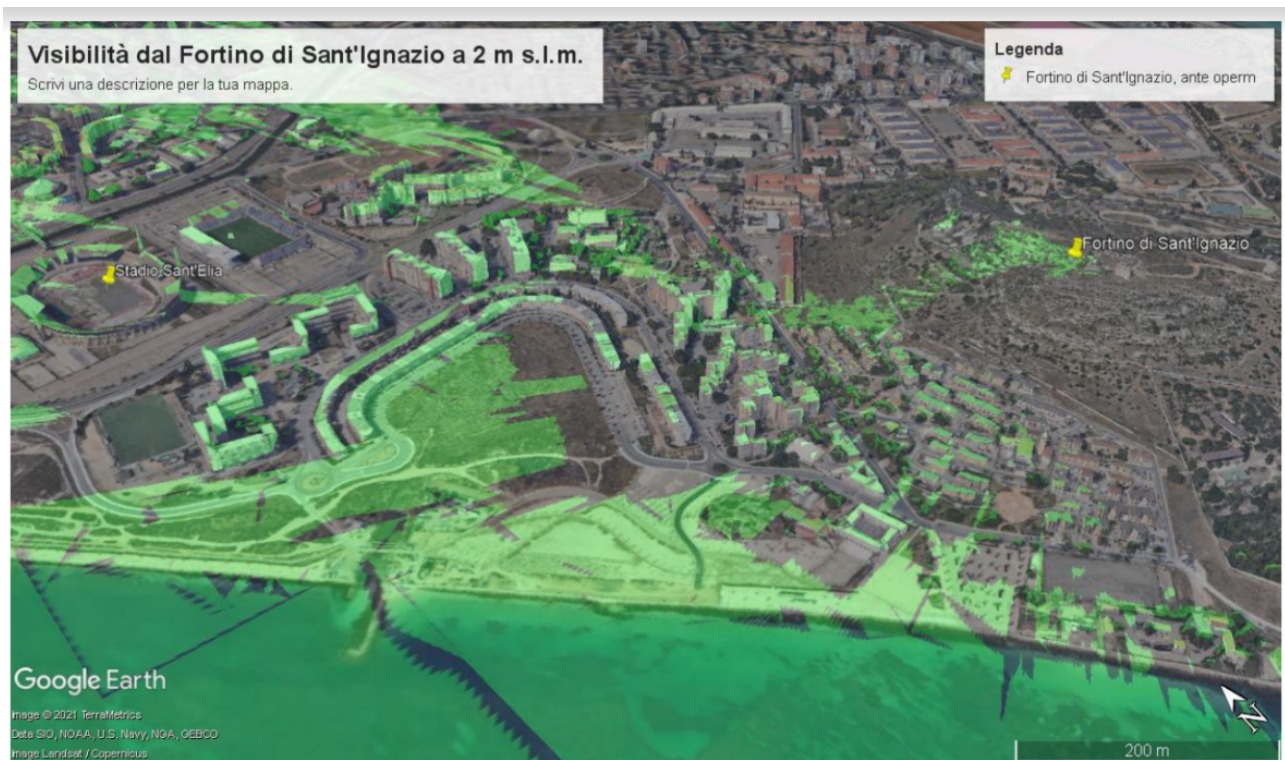 Visibilità dal Fortino di Sant'Ignazio a 2 m s.l.m.
Scrivi una descrizione per la tua mappa.
Legenda
Fortino di Sant'Ignazio, ante operm
Fortino di Sant'Ignazio
Stadio Sant'Elia
Google Earth
Image © 2021 TerraMetrics
Data SIO, NOAA, U.S. Navy, NGA, GEBCO
Image Landsat / Copernicus
N
200 m